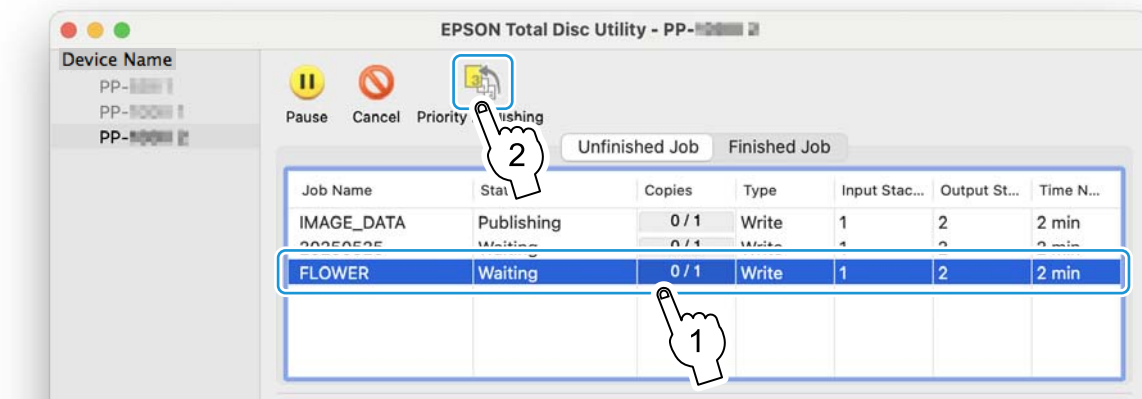 EPSON Total Disc Utility - PP-
Device Name
PP-
PP-
PP-
Pause Cancel Priority
2
Unfinished Job Finished Job
Job Name Copies Type Input Stac... Output St... Time N...
IMAGE_DATA Publishing 0 / 1 Write 1 2 2 min
FLOWER Waiting 0 / 1 Write 1 2 2 min
1